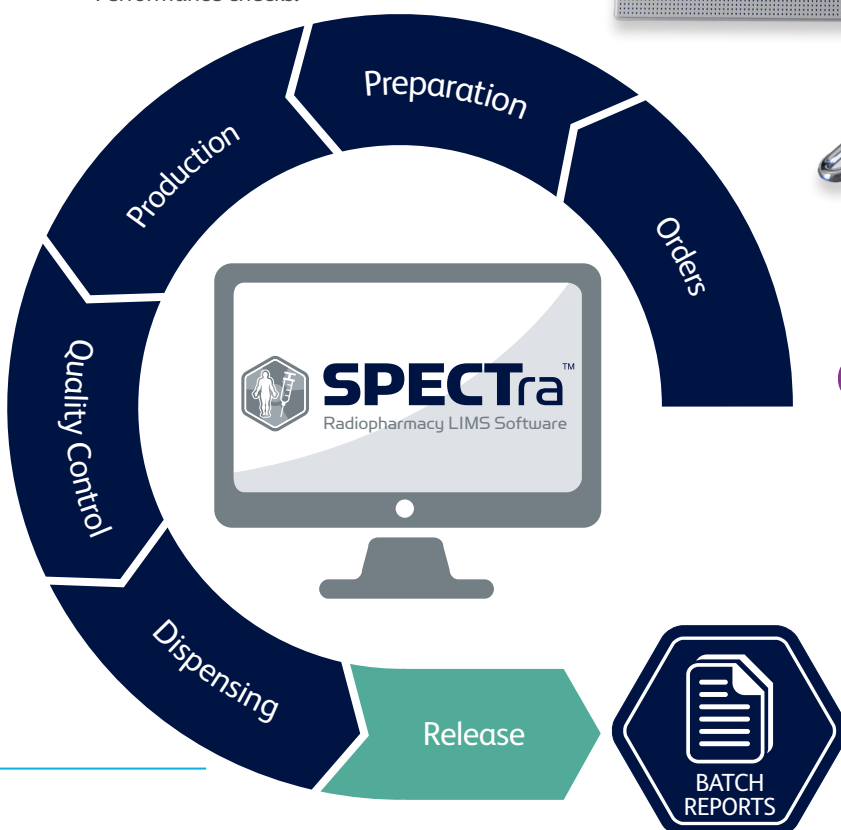 Preparation
Orders
Production
Quality Control
SPECTra™
Radiopharmacy LIMS Software
Dispensing
Release
BATCH
REPORTS